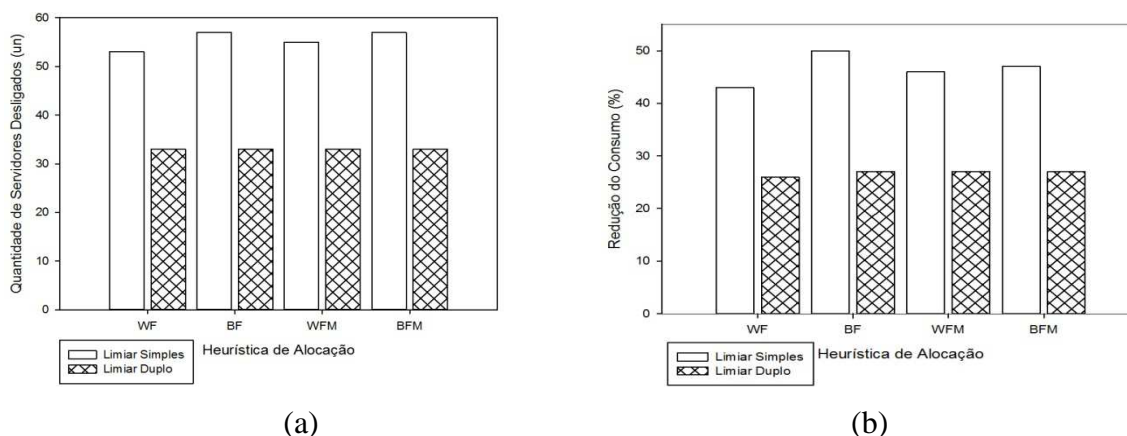 Quantidade de Servidores Desligados (un)
60
50
40
30
20
10
0
WF BF WFM BFM
Heurística de Alocação
Limiar Simples
Limiar Duplo
(a)
Redução do Consumo (%)
50
40
30
20
10
0
WF BF WFM BFM
Heurística de Alocação
Limiar Simples
Limiar Duplo
(b)